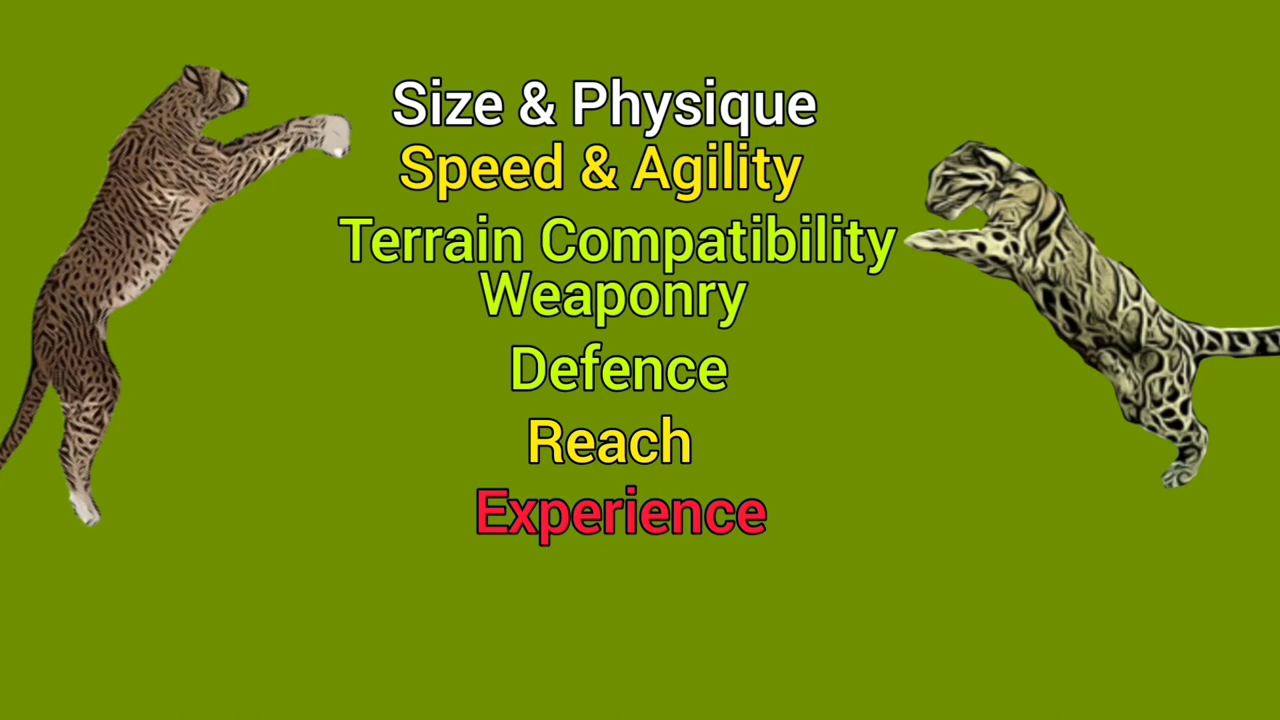 Size & Physique
Speed & Agility
Terrain Compatibility
Weaponry
Defence
Reach
Experience